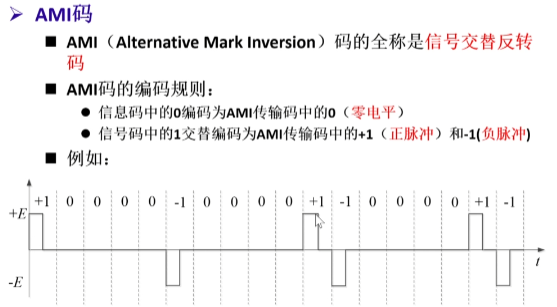 ➢ AMI码
■ AMI（Alternative Mark Inversion）码的全称是信号交替反转
码
■ AMI码的编码规则：
● 信息码中的0编码为AMI传输码中的0（零电平）
● 信号码中的1交替编码为AMI传输码中的+1（正脉冲）和-1(负脉冲)
■ 例如：
+1 0 0 0 0 -1 0 0 0 0 +1 -1 0 0 0 0 +1 -1
+E
t
-E